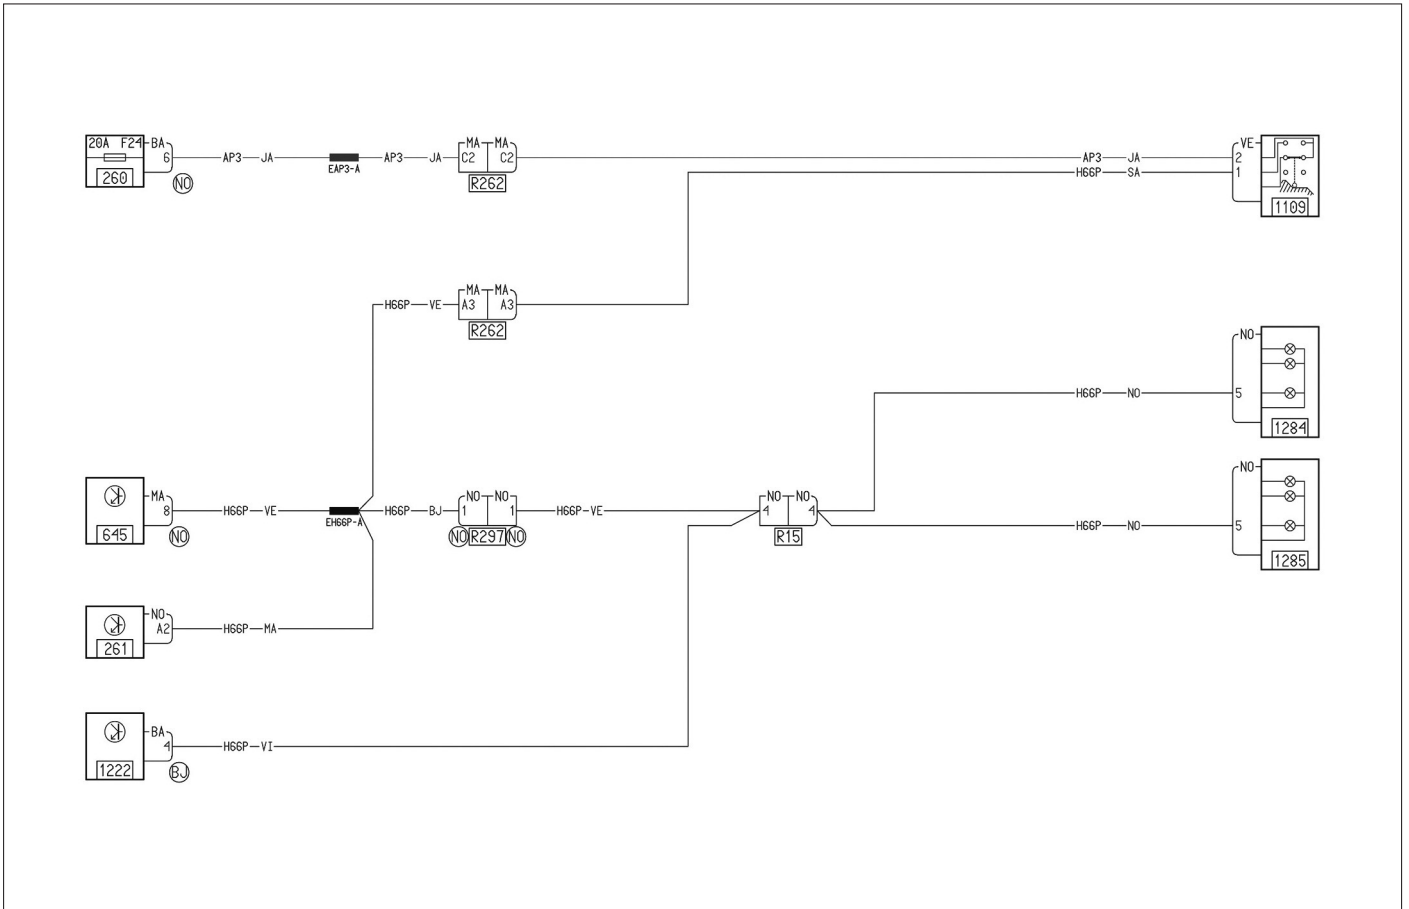 20A F24 BA MA MA VE
6 AP3 JA AP3 JA C2 C2 AP3 JA 2
EAP3-A H66P SA 1
260 NO R262 1109
MA MA
H66P VE A3 A3
R262
NO
H66P NO 5
1284
MA NO NO NO NO NO
8 H66P VE H66P BJ 1 1 H66P-VE 4 4
EH66P-A H66P NO 5
645 NO NO R297 NO R15 1285
NO
A2 H66P MA
261
BA
4 H66P VI
1222 BJ